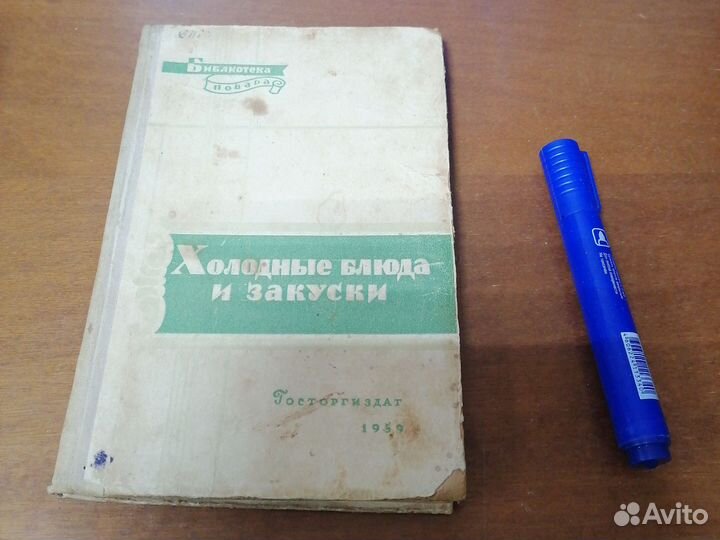 Библиотека
повара
Холодные блюда
и закуски
Госторгиздат
1959
Avito